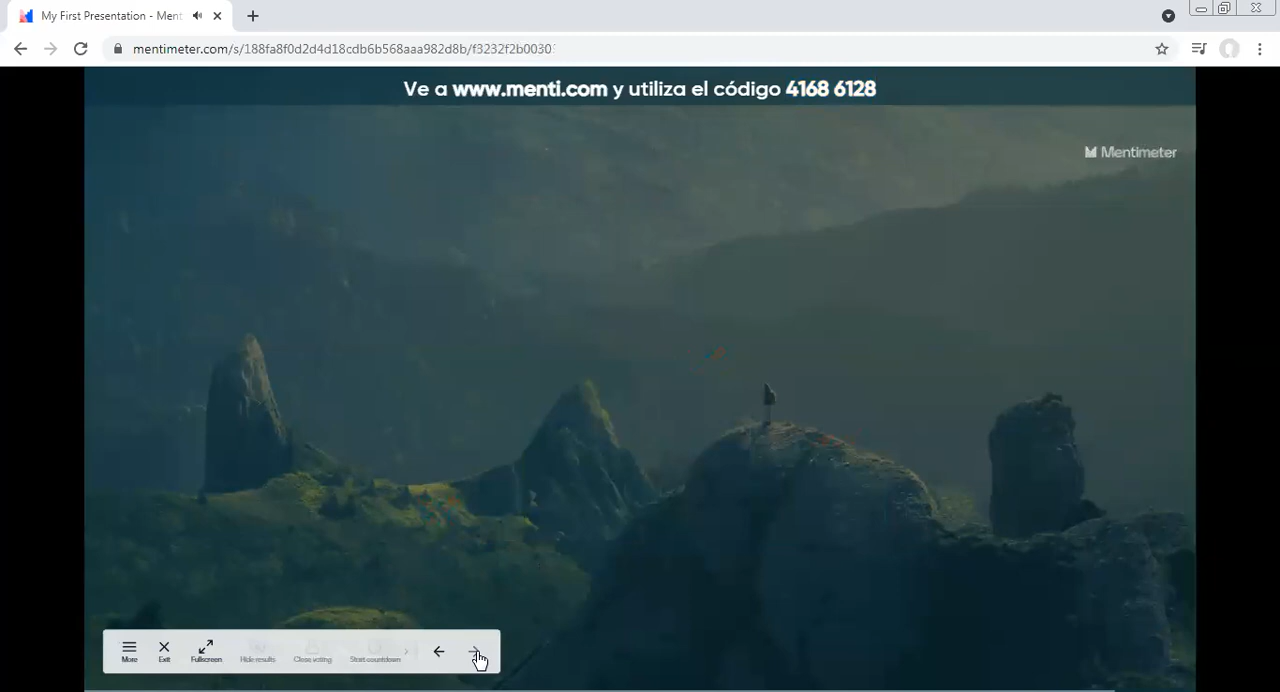 My First Presentation - Ment
mentimeter.com/s/188fa8f0d2d4d18cdb6b568aaa982d8b/f3232f2b0030
Ve a www.menti.com y utiliza el código 4168 6128
Mentimeter
More Exit Fullscreen Hide results Close voting Start countdown